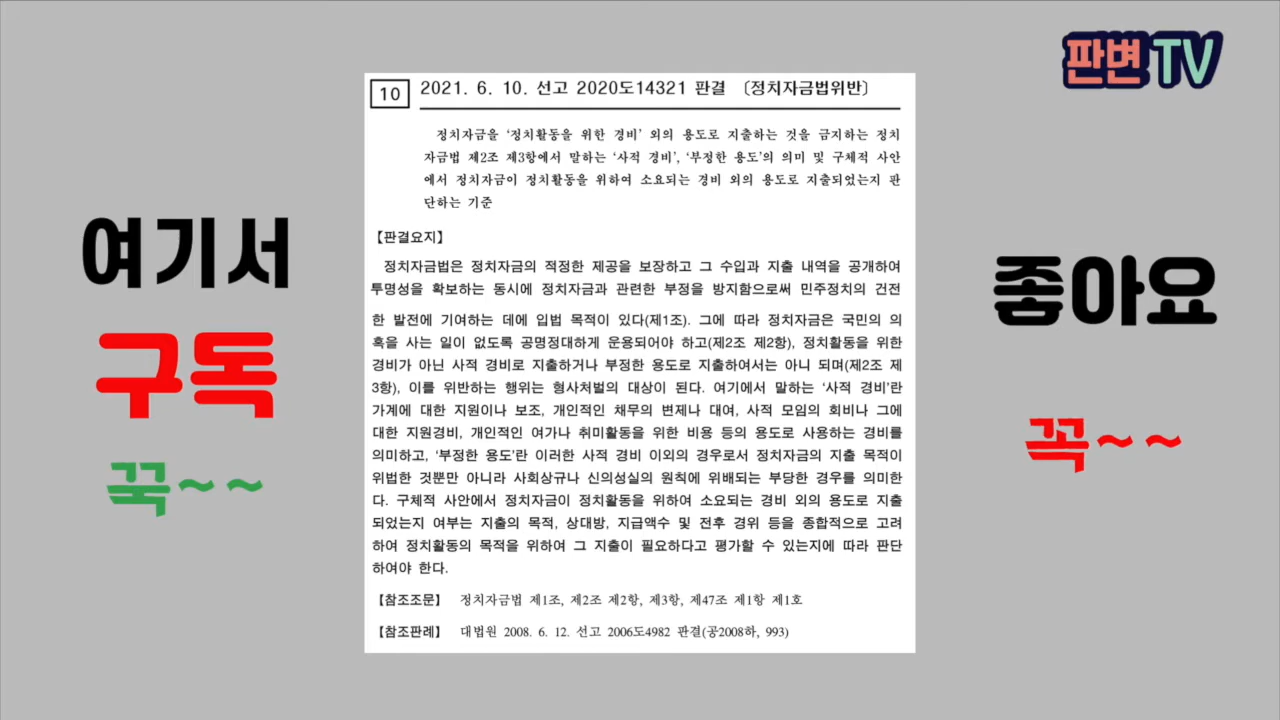 판변TV
10
2021. 6. 10. 선고 2020도14321 판결 〔정치자금법위반〕
정치자금을 ‘정치활동을 위한 경비’ 외의 용도로 지출하는 것을 금지하는 정치
자금법 제2조 제3항에서 말하는 ‘사적 경비’, ‘부정한 용도’의 의미 및 구체적 사안
에서 정치자금이 정치활동을 위하여 소요되는 경비 외의 용도로 지출되었는지 판
단하는 기준
【판결요지】
정치자금법은 정치자금의 적정한 제공을 보장하고 그 수입과 지출 내역을 공개하여
투명성을 확보하는 동시에 정치자금과 관련한 부정을 방지함으로써 민주정치의 건전
한 발전에 기여하는 데에 입법 목적이 있다(제1조). 그에 따라 정치자금은 국민의 의
혹을 사는 일이 없도록 공명정대하게 운용되어야 하고(제2조 제2항), 정치활동을 위한
경비가 아닌 사적 경비로 지출하거나 부정한 용도로 지출하여서는 아니 되며(제2조 제
3항), 이를 위반하는 행위는 형사처벌의 대상이 된다. 여기에서 말하는 ‘사적 경비’란
가계에 대한 지원이나 보조, 개인적인 채무의 변제나 대여, 사적 모임의 회비나 그에
대한 지원경비, 개인적인 여가나 취미활동을 위한 비용 등의 용도로 사용하는 경비를
의미하고, ‘부정한 용도’란 이러한 사적 경비 이외의 경우로서 정치자금의 지출 목적이
위법한 것뿐만 아니라 사회상규나 신의성실의 원칙에 위배되는 부당한 경우를 의미한
다. 구체적 사안에서 정치자금이 정치활동을 위하여 소요되는 경비 외의 용도로 지출
되었는지 여부는 지출의 목적, 상대방, 지급액수 및 전후 경위 등을 종합적으로 고려
하여 정치활동의 목적을 위하여 그 지출이 필요하다고 평가할 수 있는지에 따라 판단
하여야 한다.
【참조조문】 정치자금법 제1조, 제2조 제2항, 제3항, 제47조 제1항 제1호
【참조판례】 대법원 2008. 6. 12. 선고 2006도4982 판결(공2008하, 993)
여기서
구독
꾹~~
좋아요
꼭~~